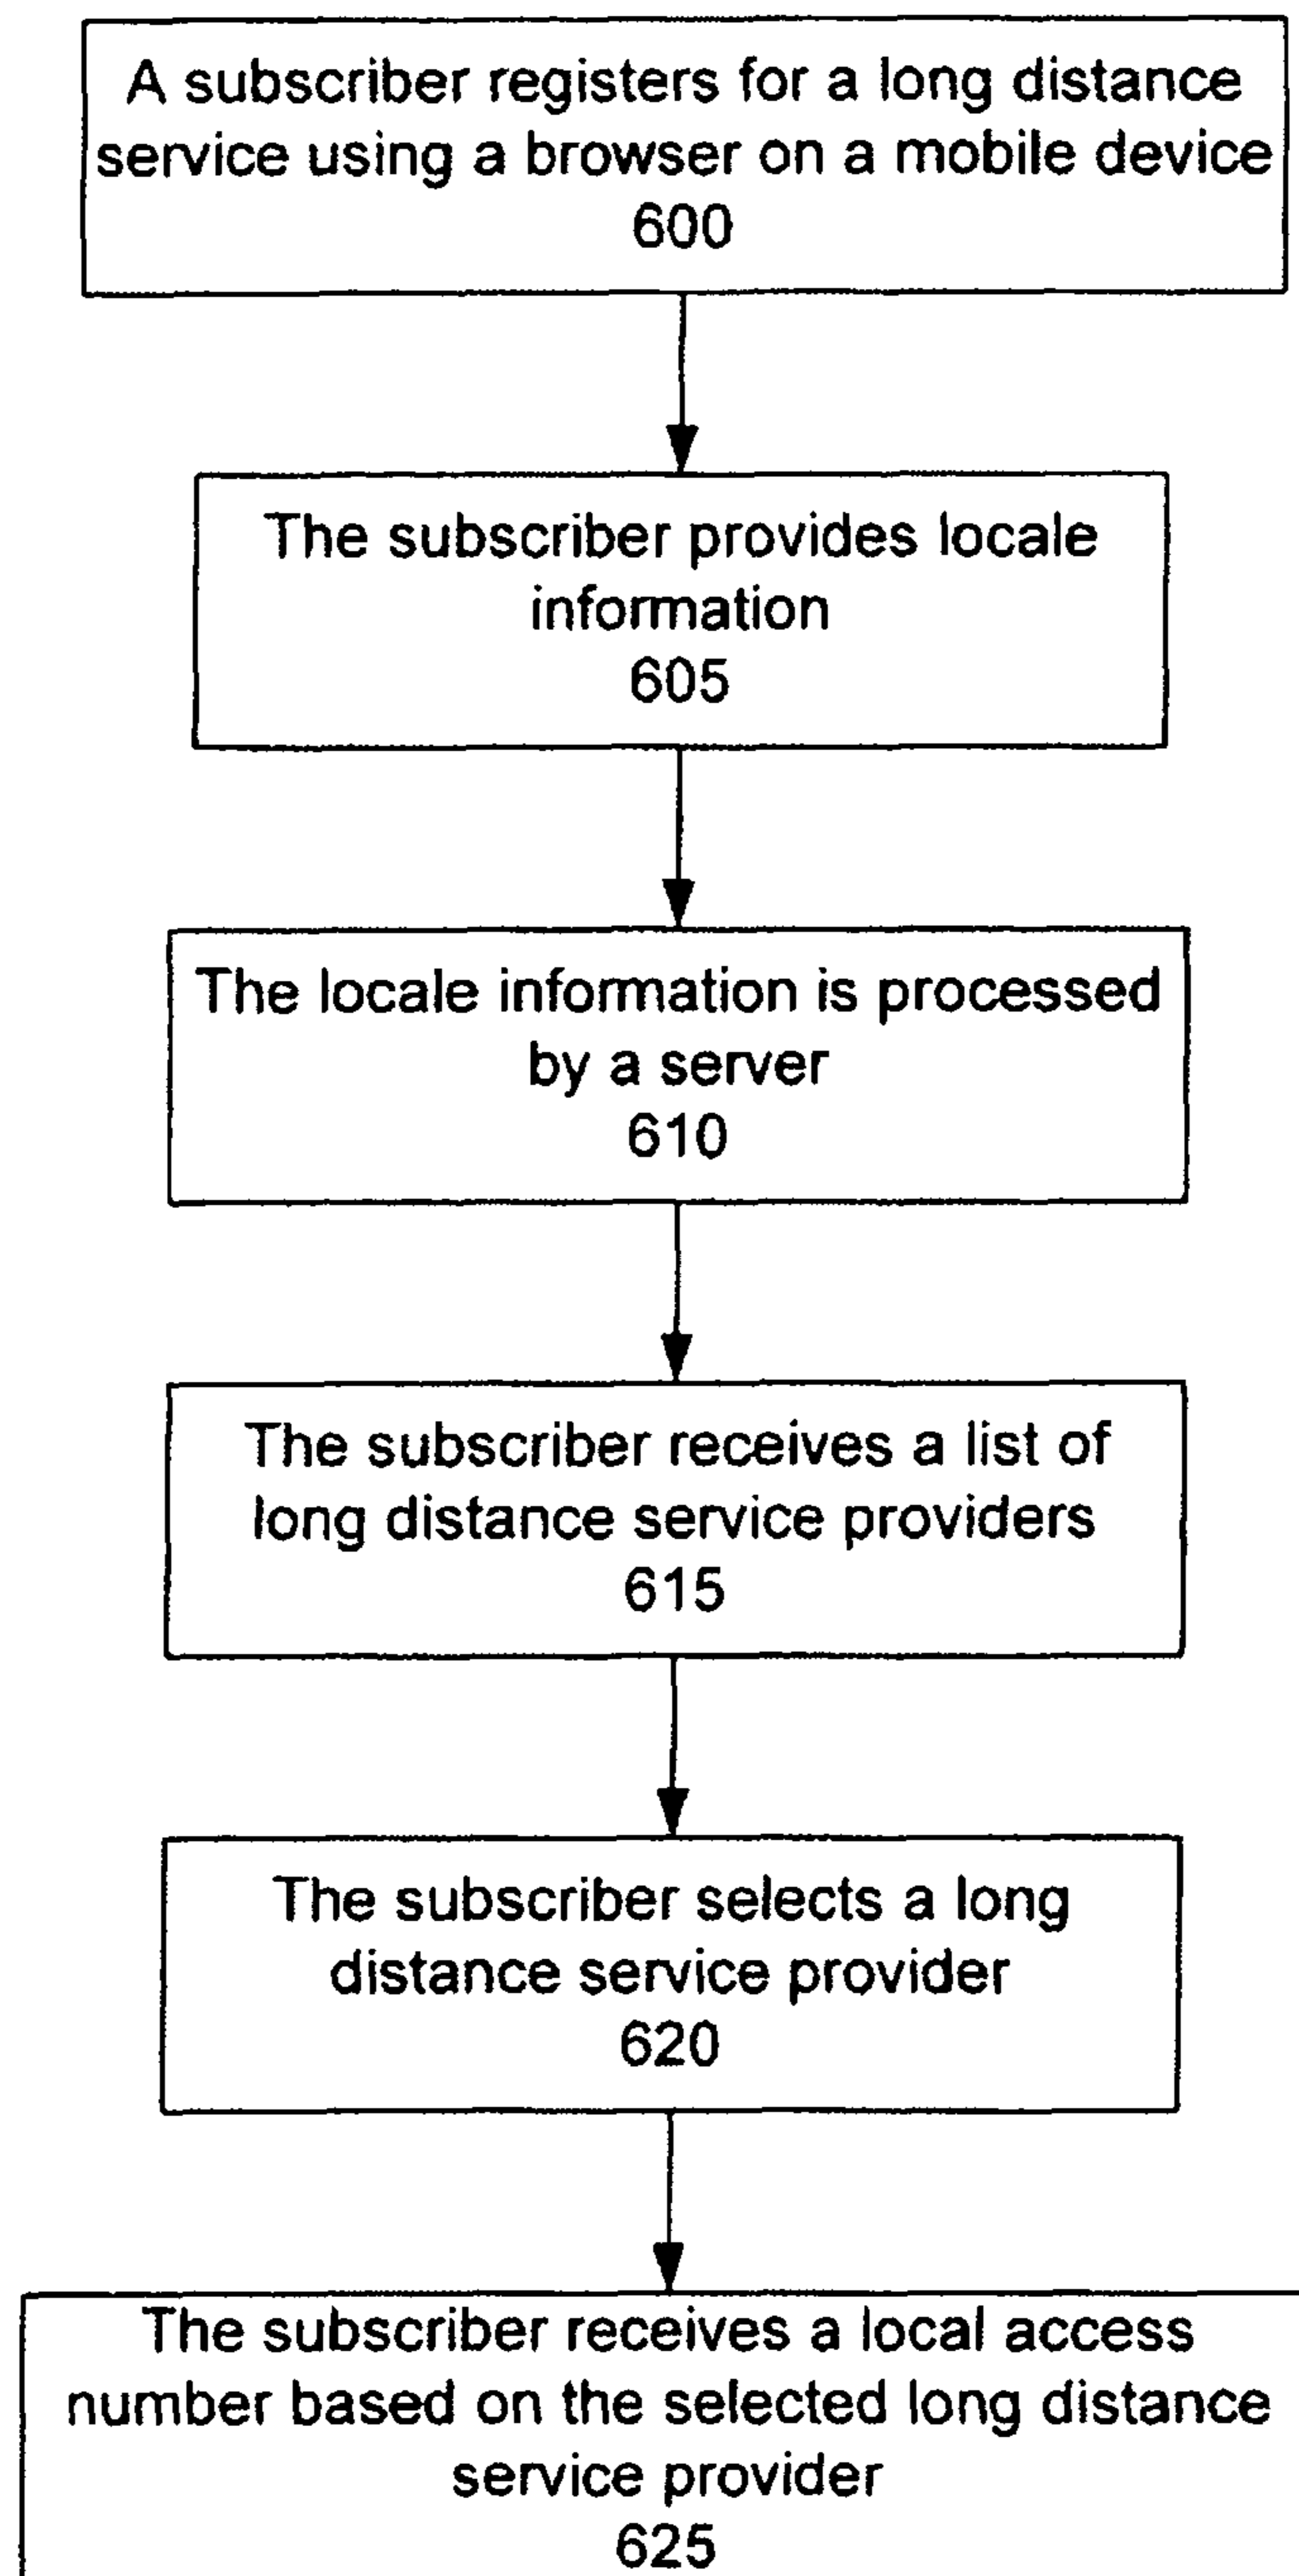 A subscriber registers for a long distance
service using a browser on a mobile device
600
The subscriber provides locale
information
605
The locale information is processed
by a server
610
The subscriber receives a list of
long distance service providers
615
The subscriber selects a long
distance service provider
620
The subscriber receives a local access
number based on the selected long distance
service provider
625